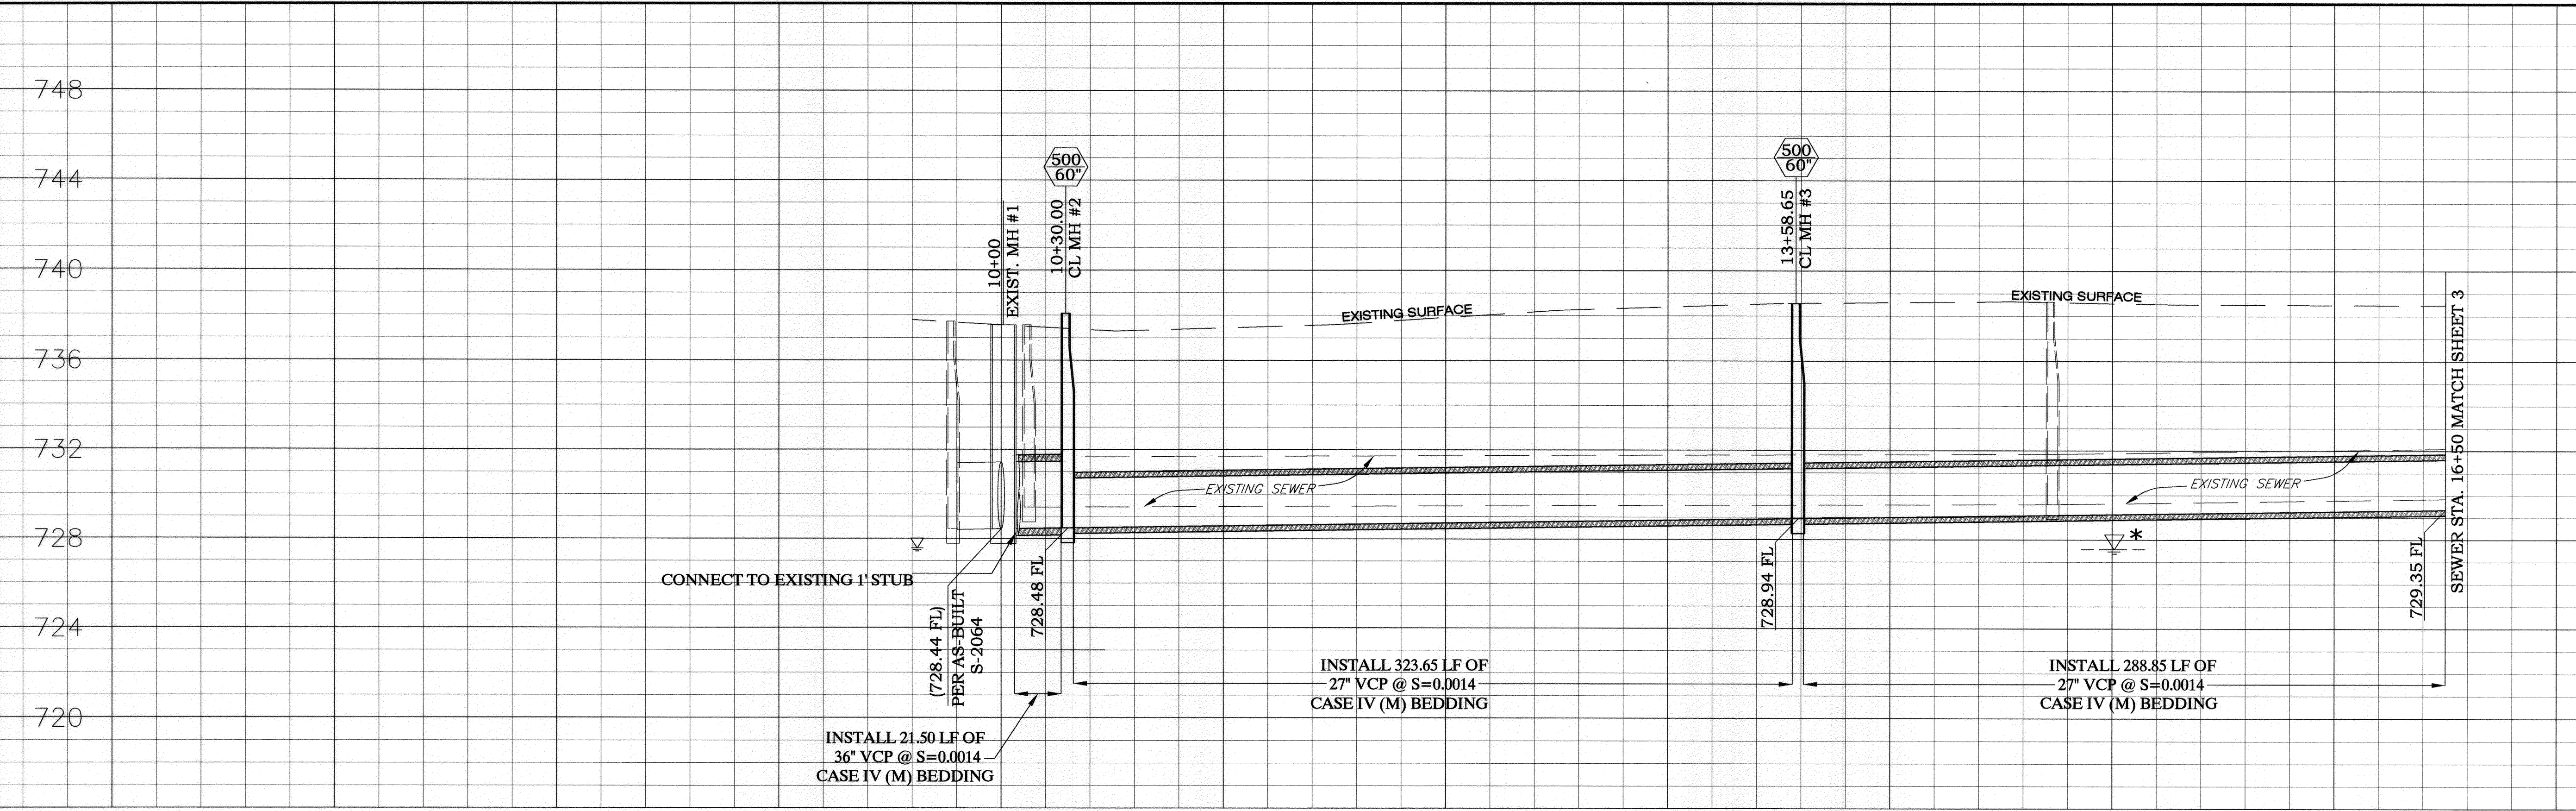 748
744
740
736
732
728
724
720
10+00
EXIST. MH #1
500
60"
10+30.00
CL MH #2
500
60"
13+58.65
CL MH #3
EXISTING SURFACE
EXISTING SURFACE
EXISTING SEWER
EXISTING SEWER
*
SEWER STA. 16+50 MATCH SHEET 3
CONNECT TO EXISTING 1' STUB
(728.44 FL)
PER AS-BUILT
S-2064
728.48 FL
728.94 FL
729.35 FL
INSTALL 21.50 LF OF
36" VCP @ S=0.0014
CASE IV (M) BEDDING
INSTALL 323.65 LF OF
27" VCP @ S=0.0014
CASE IV (M) BEDDING
INSTALL 288.85 LF OF
27" VCP @ S=0.0014
CASE IV (M) BEDDING